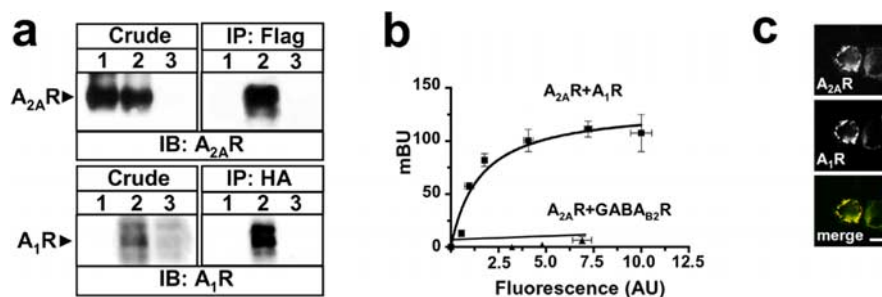 a
Crude IP: Flag
1 2 3 1 2 3
A2AR►
IB: A2AR
Crude IP: HA
1 2 3 1 2 3
A1R►
IB: A1R
b
150
100
50
0
mBU
A2AR+A1R
A2AR+GABAB2R
0 2.5 5.0 7.5 10.0 12.5
Fluorescence (AU)
c
A2AR
A1R
merge